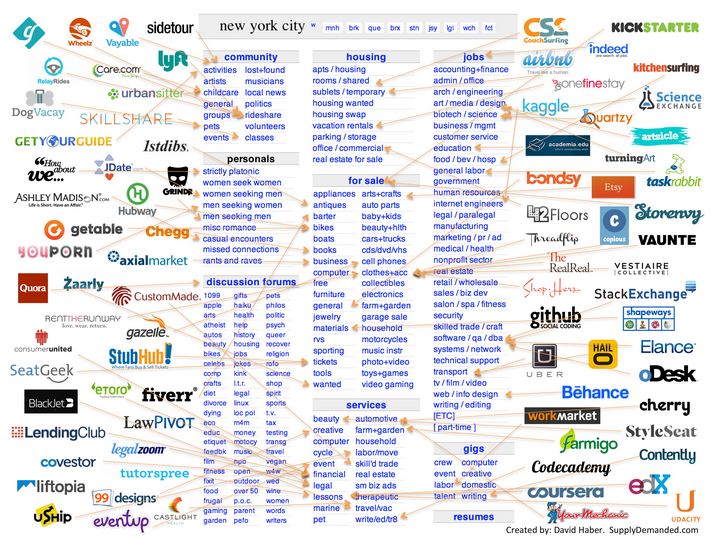 new york city w mnh brk que brx stn jsy lgi wch fct
sidetour
Wheelz
Vayable
lyft
RelayRides
Care.com
DogVacay
urbansitter
SKILLSHARE
GETYOURGUIDE
1stdibs.
How about we...
JDate
GRINDR
ASHLEY MADISON.COM
Life is Short. Have an Affair.
Hubway
getable
Chegg
YOUPORN
axialmarket
Quora
Zaarly
CustomMade
RENTTHERUNWAY
love. wear. return.
gazelle
consumerunited
StubHub!
Where Fans Buy & Sell Tickets
SeatGeek
eToro
fiverr
BlackJet
LawPIVOT
LendingClub
legalzoom
covestor
tutorspree
liftopia
99designs
uShip
eventup
CASTLIGHT
HEALTH
community
activities lost+found
artists musicians
childcare local news
general politics
groups rideshare
pets volunteers
events classes
personals
strictly platonic
women seek women
women seeking men
men seeking women
men seeking men
misc romance
casual encounters
missed connections
rants and raves
discussion forums
1099 gifts pets
apple haiku philos
arts health politic
atheist help psych
autos history queer
beauty housing recover
bikes jobs religion
celebs jokes rofo
comp kink science
crafts l.t.r. shop
diet legal spirit
divorce linux sports
dying loc pol t.v.
eco m4m tax
educ money testing
etiquet motocy transg
feedbk music travel
film npo vegan
fitness open w4w
fixit outdoor wed
food over 50 wine
frugal p.o.c. women
gaming parent words
garden pefo writers
housing
apts / housing
rooms / shared
sublets / temporary
housing wanted
housing swap
vacation rentals
parking / storage
office / commercial
real estate for sale
for sale
appliances arts+crafts
antiques auto parts
barter baby+kids
bikes beauty+hlth
boats cars+trucks
books cds/dvd/vhs
business cell phones
computer clothes+acc
free collectibles
furniture electronics
general farm+garden
jewelry garage sale
materials household
rvs motorcycles
sporting music instr
tickets photo+video
tools toys+games
wanted video gaming
services
beauty automotive
creative farm+garden
computer household
cycle labor/move
event skill'd trade
financial real estate
legal sm biz ads
lessons therapeutic
marine travel/vac
pet write/ed/tr8
jobs
accounting+finance
admin / office
arch / engineering
art / media / design
biotech / science
business / mgmt
customer service
education
food / bev / hosp
general labor
government
human resources
internet engineers
legal / paralegal
manufacturing
marketing / pr / ad
medical / health
nonprofit sector
real estate
retail / wholesale
sales / biz dev
salon / spa / fitness
security
skilled trade / craft
software / qa / dba
systems / network
technical support
transport
tv / film / video
web / info design
writing / editing
[ETC]
[ part-time ]
gigs
crew computer
event creative
labor domestic
talent writing
resumes
CS
CouchSurfing
KICKSTARTER
airbnb
Travel like a human.
indeed
one search. all jobs.
kitchensurfing
onefinestay
kaggle
Quartzy
Science
EXCHANGE
academia.edu
artsicle
turningArt
bondsy
Etsy
taskrabbit
42Floors
copious
Storenvy
Threadflip
VAUNTE
The
RealReal.
VESTIAIRE
COLLECTIVE
StackExchange
github
SOCIAL CODING
shapeways
UBER
HAIL
Elance
oDesk
Bēhance
workmarket
cherry
StyleSeat
farmigo
Contently
Codecademy
coursera
edX
YourMechanic
UDACITY
Created by: David Haber. SupplyDemanded.com